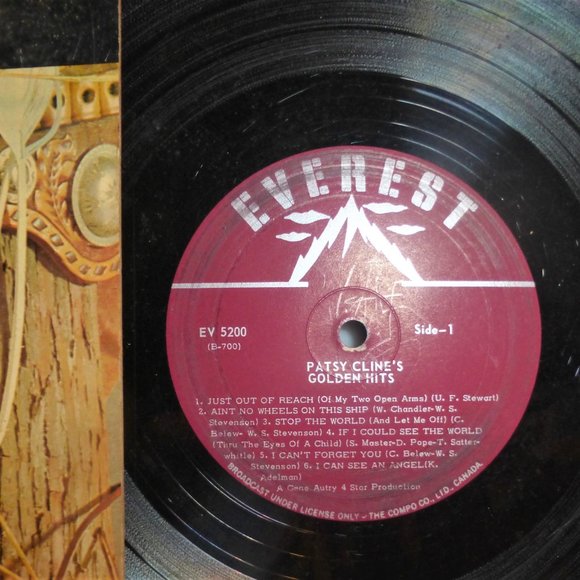 EVEREST
EV 5200
(B-700)
Side-1
PATSY CLINE'S
GOLDEN HITS
1. JUST OUT OF REACH (Of My Two Open Arms) (U. F. Stewart)
2. AINT NO WHEELS ON THIS SHIP (W. Chandler-W. S.
Stevenson) 3. STOP THE WORLD (And Let Me Off) (C.
Belew- W. S. Stevenson) 4. IF I COULD SEE THE WORLD
(Thru The Eyes Of A Child) (S. Master-D. Pope-T. Satter-
whitle) 5. I CAN'T FORGET YOU (C. Belew-W. S.
Stevenson) 6. I CAN SEE AN ANGEL(K.
Adelman)
A Gene Autry 4 Star Production
BROADCAST UNDER LICENSE ONLY - THE COMPO CO., LTD., CANADA.